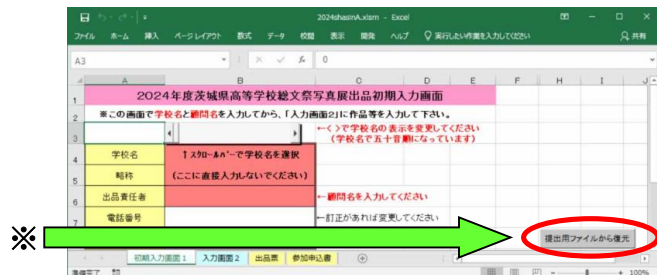 2024shasinA.xlsm - Excel
ファイル ホーム 挿入 ページ レイアウト 数式 データ 校閲 表示 開発 ヘルプ 実行したい作業を入力してください 共有
A3 fx 0
A B C D E F H I J
1 2024年度茨城県高等学校総文祭写真展出品初期入力画面
2 ※この画面で学校名と顧問名を入力してから、「入力画面2」に作品等を入力して下さい。
3 ←く〉で学校名の表示を変更してください
(学校名で五十音順になっています)
4 学校名 ↑スクロールバーで学校名を選択
5 略称 (ここに直接入力しないでください)
6 出品責任者 ←顧問名を入力してください
7 電話番号 ←訂正があれば変更してください
※ 提出用ファイルから復元
初期入力画面1 入力画面2 出品票 参加申込書
準備完了 100%